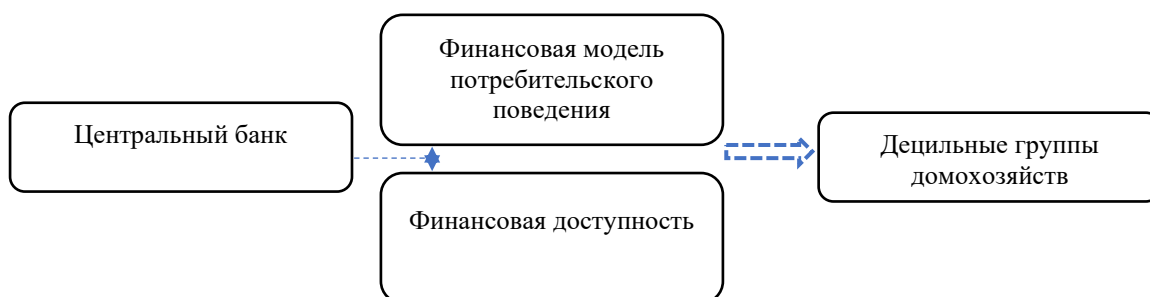 Центральный банк
Финансовая модель
потребительского
поведения
Финансовая доступность
Децильные группы
домохозяйств